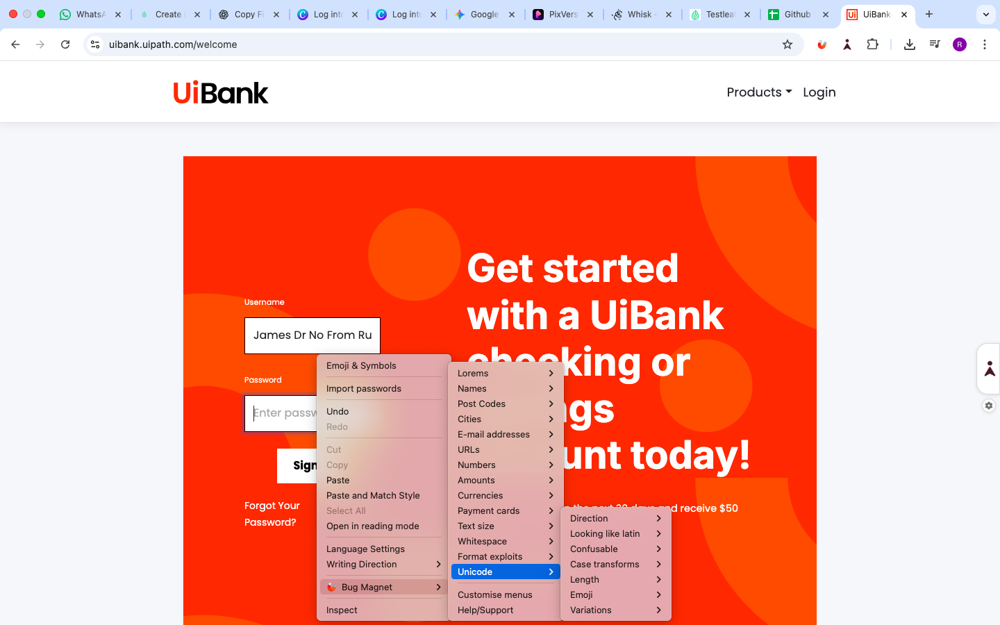 WhatsA
Create
Copy Fi
Log into
Log into
Google
PixVers
Whisk -
Testlea
Github
UiBank
uibank.uipath.com/welcome
R
UiBank
Products
Login
Get started
with a UiBank
checking or
ngs
unt today!
the next 30 days and receive $50
Username
James Dr No From Ru
Password
Enter passw
Sign
Forgot Your
Password?
Emoji & Symbols
Import passwords
Undo
Redo
Cut
Copy
Paste
Paste and Match Style
Select All
Open in reading mode
Language Settings
Writing Direction
Bug Magnet
Inspect
Lorems
Names
Post Codes
Cities
E-mail addresses
URLs
Numbers
Amounts
Currencies
Payment cards
Text size
Whitespace
Format exploits
Unicode
Customise menus
Help/Support
Direction
Looking like latin
Confusable
Case transforms
Length
Emoji
Variations